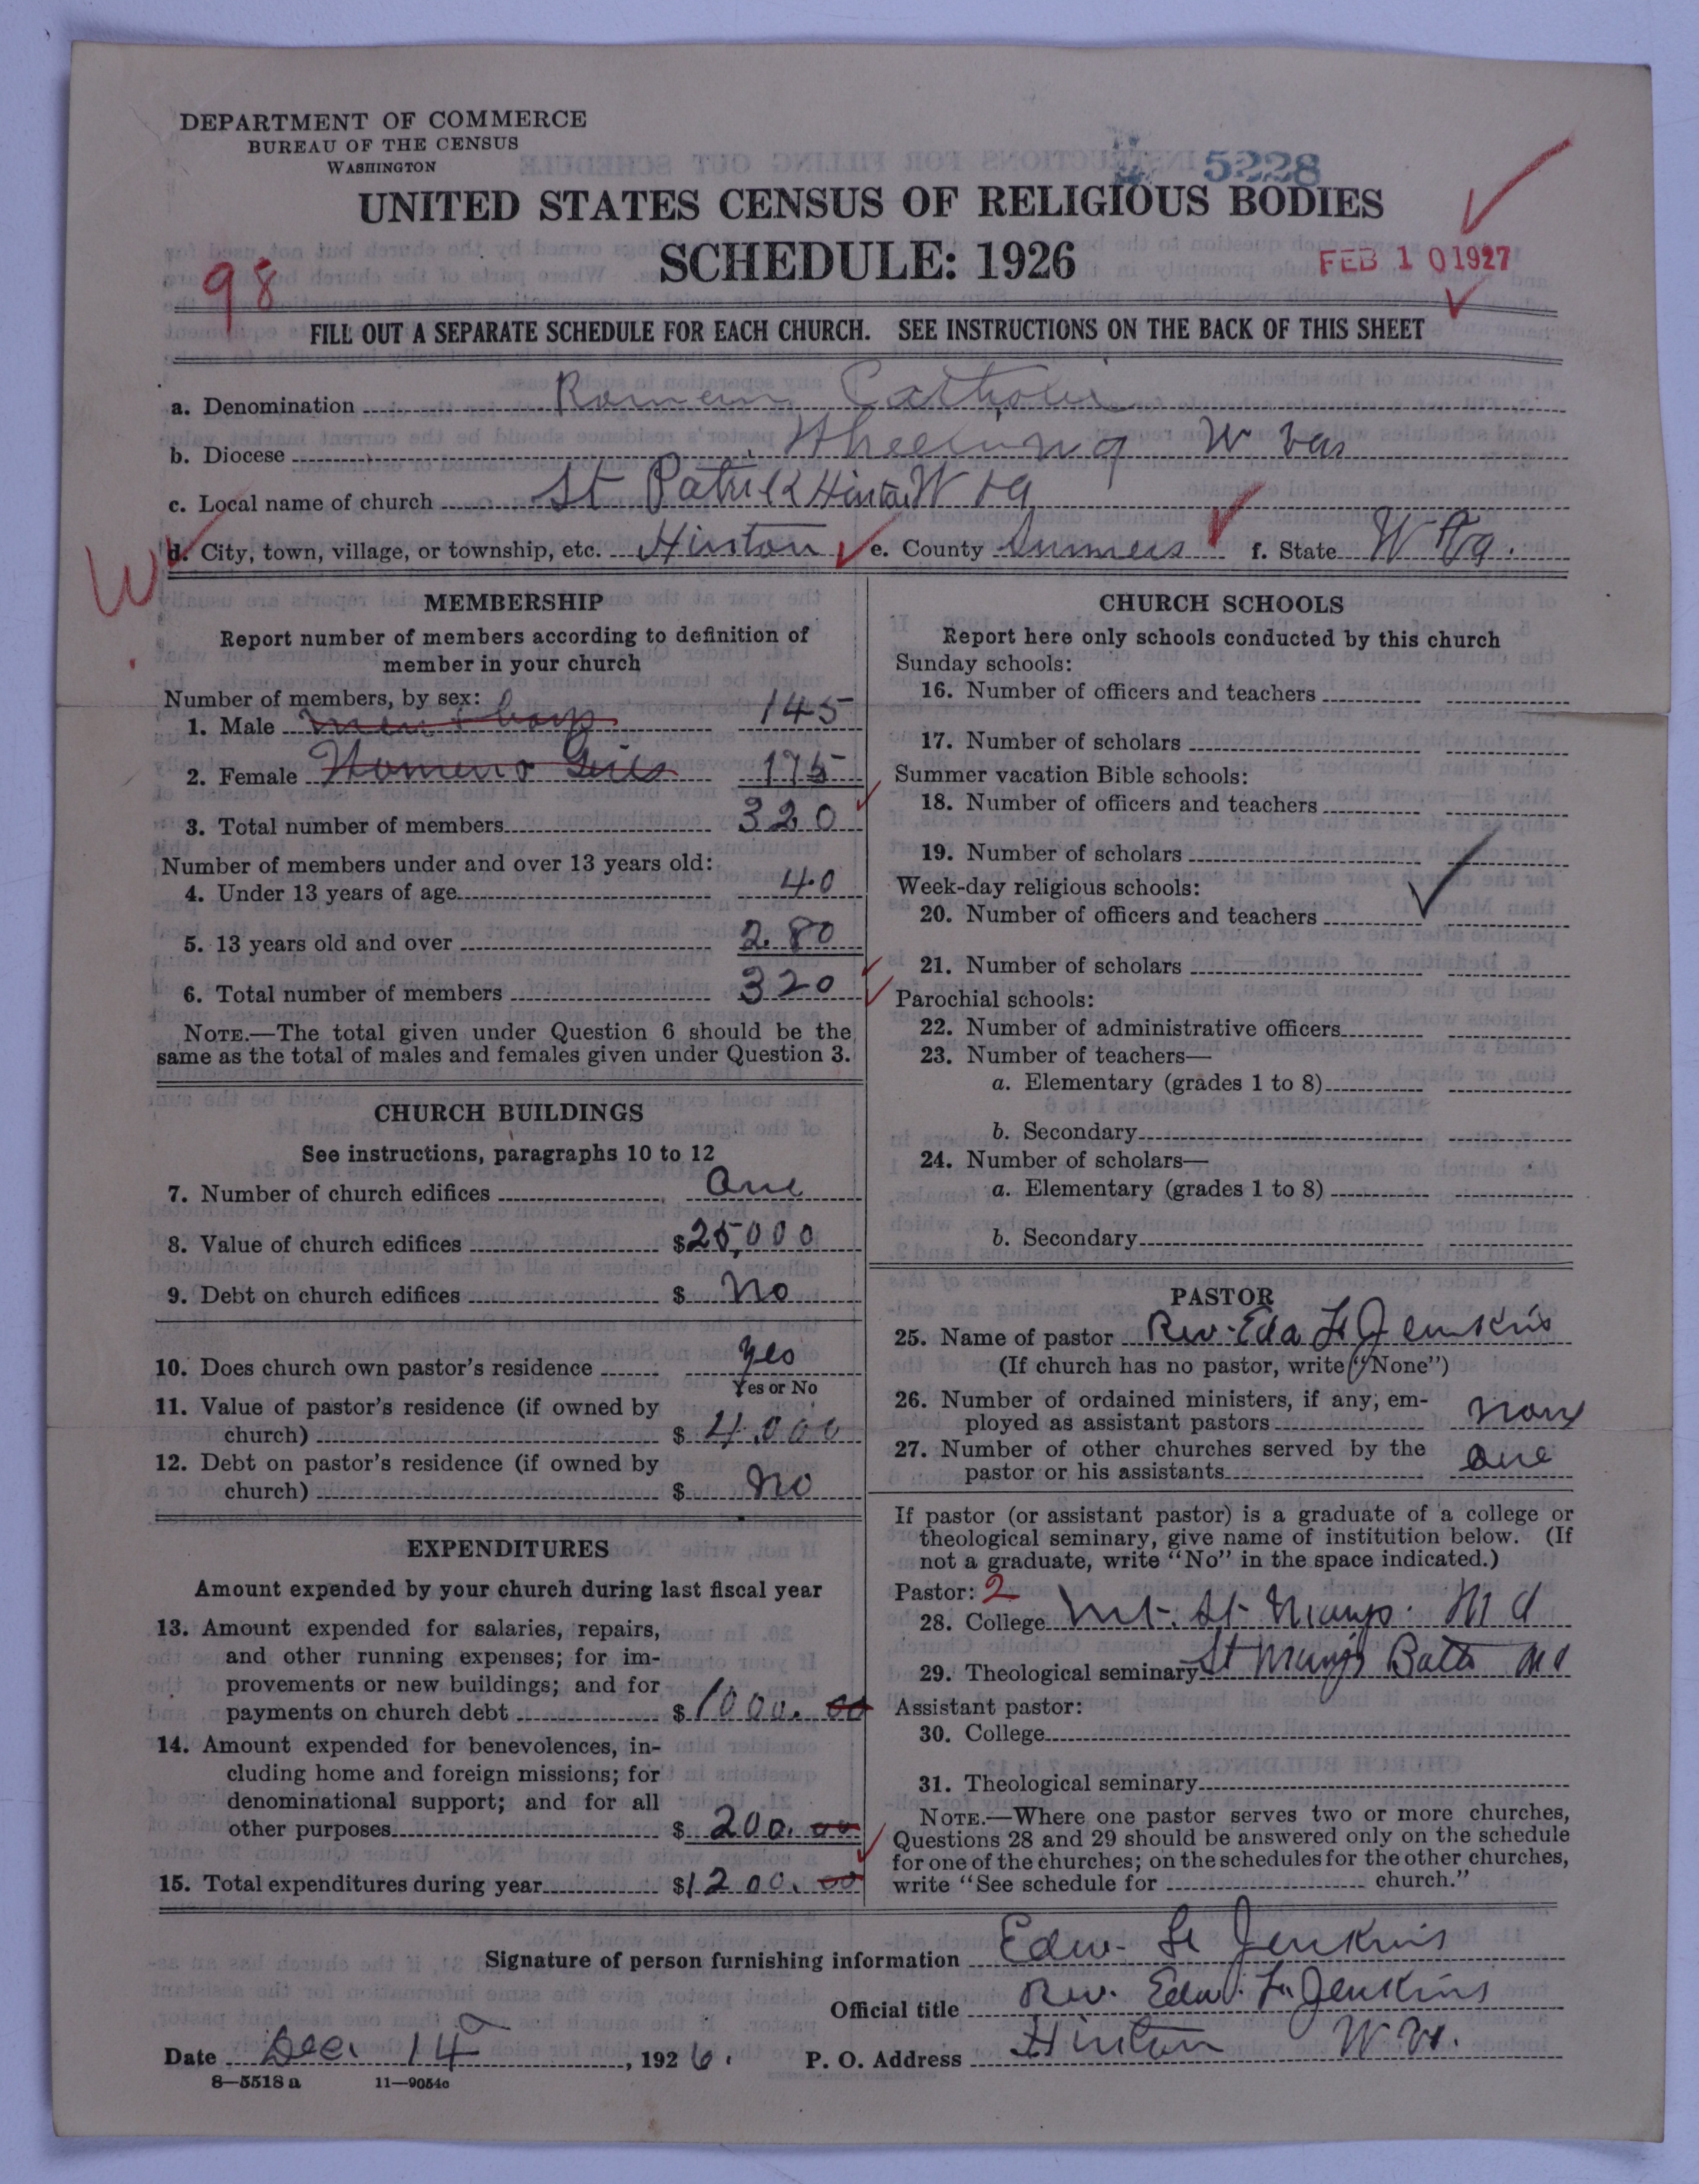 DEPARTMENT OF COMMERCE
BUREAU OF THE CENSUS
WASHINGTON
5228
UNITED STATES CENSUS OF RELIGIOUS BODIES
SCHEDULE: 1926
FEB 10 1927
98
FILL OUT A SEPARATE SCHEDULE FOR EACH CHURCH. SEE INSTRUCTIONS ON THE BACK OF THIS SHEET
a. Denomination Roman Catholic
b. Diocese Wheeling W Va
c. Local name of church St Patrick Hinton W Va
d. City, town, village, or township, etc. Hinton e. County Summers f. State W Va.
MEMBERSHIP
Report number of members according to definition of
member in your church
Number of members, by sex:
1. Male men + boys 145
2. Female Women + Girls 175
3. Total number of members 320
Number of members under and over 13 years old:
4. Under 13 years of age 40
5. 13 years old and over 280
6. Total number of members 320
NOTE.—The total given under Question 6 should be the
same as the total of males and females given under Question 3.
CHURCH BUILDINGS
See instructions, paragraphs 10 to 12
7. Number of church edifices One
8. Value of church edifices $25,000
9. Debt on church edifices $ No
10. Does church own pastor's residence Yes
Yes or No
11. Value of pastor's residence (if owned by
church) $ 4.000
12. Debt on pastor's residence (if owned by
church) $ No
EXPENDITURES
Amount expended by your church during last fiscal year
13. Amount expended for salaries, repairs,
and other running expenses; for im-
provements or new buildings; and for
payments on church debt $ 1000. 00
14. Amount expended for benevolences, in-
cluding home and foreign missions; for
denominational support; and for all
other purposes $ 200. 00
15. Total expenditures during year $1200. 00
CHURCH SCHOOLS
Report here only schools conducted by this church
Sunday schools:
16. Number of officers and teachers
17. Number of scholars
Summer vacation Bible schools:
18. Number of officers and teachers
19. Number of scholars
Week-day religious schools:
20. Number of officers and teachers
21. Number of scholars
Parochial schools:
22. Number of administrative officers
23. Number of teachers—
a. Elementary (grades 1 to 8)
b. Secondary
24. Number of scholars—
a. Elementary (grades 1 to 8)
b. Secondary
PASTOR
25. Name of pastor Rev. Jenkins
(If church has no pastor, write "None")
26. Number of ordained ministers, if any, em-
ployed as assistant pastors None
27. Number of other churches served by the
pastor or his assistants One
If pastor (or assistant pastor) is a graduate of a college or
theological seminary, give name of institution below. (If
not a graduate, write "No" in the space indicated.)
Pastor: 2
28. College Mt. St Marys. Md
29. Theological seminary St Marys Balto Md
Assistant pastor:
30. College
31. Theological seminary
NOTE.—Where one pastor serves two or more churches,
Questions 28 and 29 should be answered only on the schedule
for one of the churches; on the schedules for the other churches,
write "See schedule for church."
Signature of person furnishing information Edw. Jenkins
Official title Rev. Edw. Jenkins
Date Dec. 14, 1926. P. O. Address Hinton W Va.
8—5518 a 11—9054c